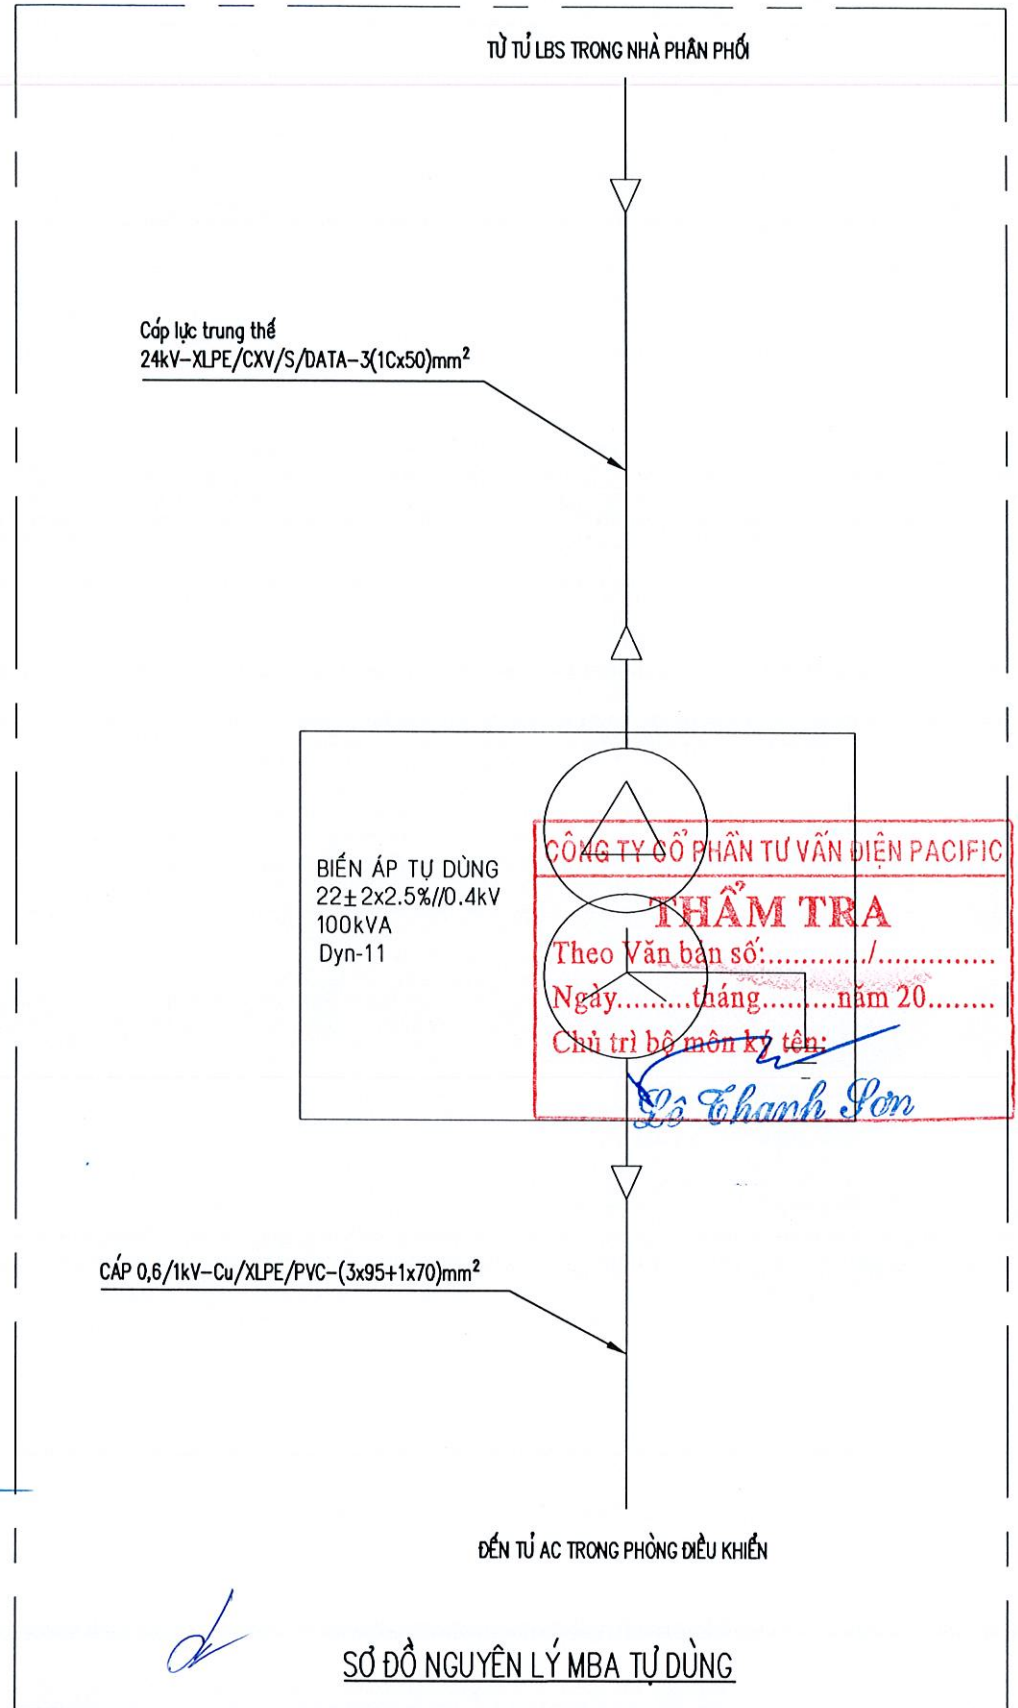 TỪ TỦ LBS TRONG NHÀ PHÂN PHỐI
Cáp lực trung thế
24kV-XLPE/CXV/S/DATA-3(1Cx50)mm²
BIẾN ÁP TỰ DÙNG
22±2x2.5%//0.4kV
100kVA
Dyn-11
CÔNG TY CỔ PHẦN TƯ VẤN ĐIỆN PACIFIC
THẨM TRA
Theo Văn bản số:............/..............
Ngày.........tháng.........năm 20........
Chủ trì bộ môn ký tên:
Lê Thanh Sơn
CÁP 0,6/1kV-Cu/XLPE/PVC-(3x95+1x70)mm²
ĐẾN TỦ AC TRONG PHÒNG ĐIỀU KHIỂN
SƠ ĐỒ NGUYÊN LÝ MBA TỰ DÙNG